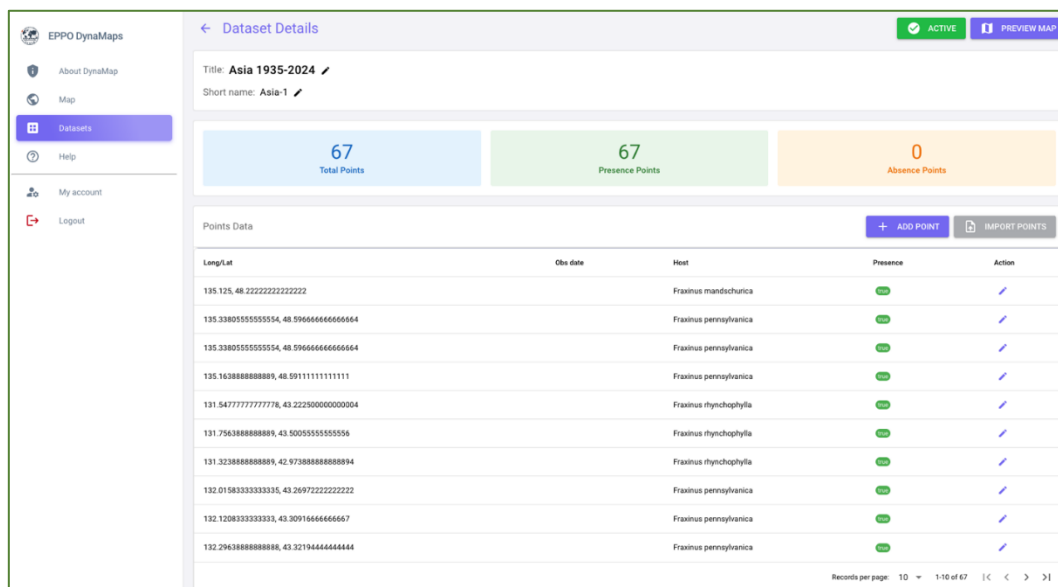 EPPO DynaMaps
About DynaMap
Map
Datasets
Help
My account
Logout
← Dataset Details
ACTIVE
PREVIEW MAP
Title: Asia 1935-2024
Short name: Asia-1
67
Total Points
67
Presence Points
0
Absence Points
Points Data
+ ADD POINT
IMPORT POINTS
Long/Lat Obs date Host Presence Action
135.125, 48.22222222222222 Fraxinus mandschurica true
135.33805555555554, 48.596666666666664 Fraxinus pennsylvanica true
135.33805555555554, 48.596666666666664 Fraxinus pennsylvanica true
135.1638888888889, 48.59111111111111 Fraxinus pennsylvanica true
131.54777777777778, 43.222500000000004 Fraxinus rhynchophylla true
131.7563888888889, 43.50055555555556 Fraxinus rhynchophylla true
131.3238888888889, 42.973888888888894 Fraxinus rhynchophylla true
132.01583333333335, 43.26972222222222 Fraxinus pennsylvanica true
132.1208333333333, 43.30916666666667 Fraxinus pennsylvanica true
132.29638888888888, 43.32194444444444 Fraxinus pennsylvanica true
Records per page: 10 1-10 of 67